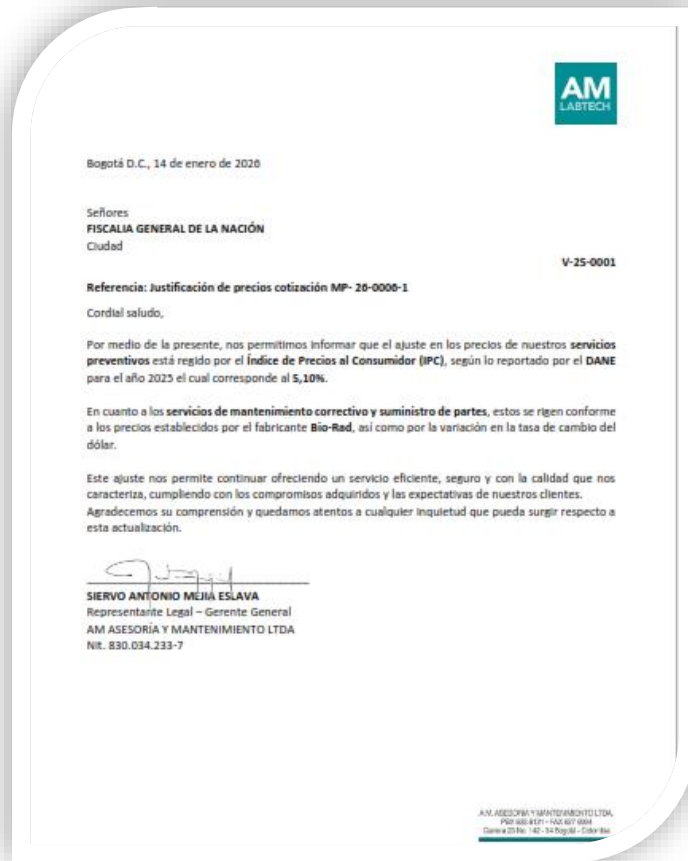 AM
LABTECH
Bogotá D.C., 14 de enero de 2026
Señores
FISCALIA GENERAL DE LA NACIÓN
Ciudad
V-25-0001
Referencia: Justificación de precios cotización MP- 26-0006-1
Cordial saludo,
Por medio de la presente, nos permitimos informar que el ajuste en los precios de nuestros servicios
preventivos está regido por el Índice de Precios al Consumidor (IPC), según lo reportado por el DANE
para el año 2025 el cual corresponde al 5,10%.
En cuanto a los servicios de mantenimiento correctivo y suministro de partes, estos se rigen conforme
a los precios establecidos por el fabricante Bio-Rad, así como por la variación en la tasa de cambio del
dólar.
Este ajuste nos permite continuar ofreciendo un servicio eficiente, seguro y con la calidad que nos
caracteriza, cumpliendo con los compromisos adquiridos y las expectativas de nuestros clientes.
Agradecemos su comprensión y quedamos atentos a cualquier inquietud que pueda surgir respecto a
esta actualización.
SIERVO ANTONIO MEJIA ESLAVA
Representante Legal – Gerente General
AM ASESORÍA Y MANTENIMIENTO LTDA
Nit. 830.034.233-7
A.M. ASESORIA Y MANTENIMIENTO LTDA.
Bogotá - Colombia